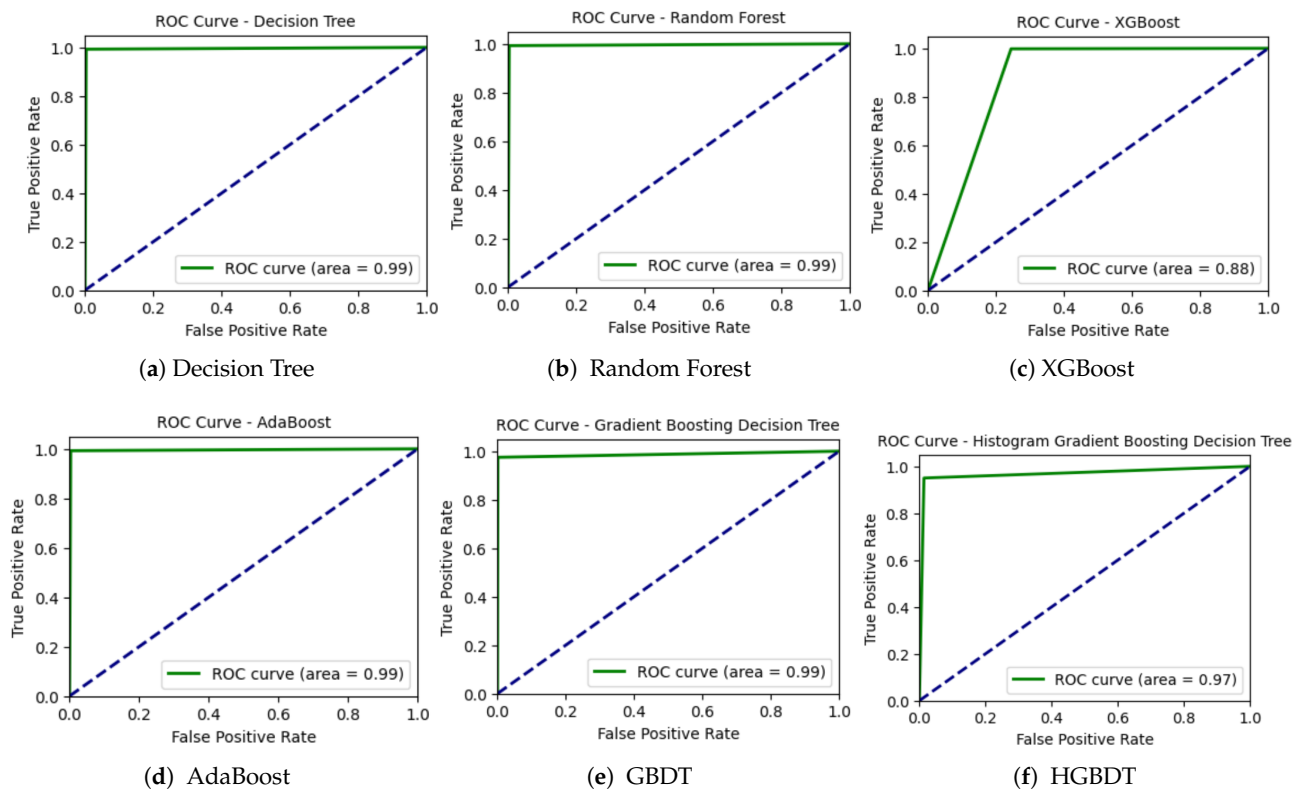 ROC Curve - Decision Tree
True Positive Rate
1.0
0.8
0.6
0.4
0.2
0.0
ROC curve (area = 0.99)
0.0 0.2 0.4 0.6 0.8 1.0
False Positive Rate
(a) Decision Tree
ROC Curve - Random Forest
True Positive Rate
1.0
0.8
0.6
0.4
0.2
0.0
ROC curve (area = 0.99)
0.0 0.2 0.4 0.6 0.8 1.0
False Positive Rate
(b) Random Forest
ROC Curve - XGBoost
True Positive Rate
1.0
0.8
0.6
0.4
0.2
0.0
ROC curve (area = 0.88)
0.0 0.2 0.4 0.6 0.8 1.0
False Positive Rate
(c) XGBoost
ROC Curve - AdaBoost
True Positive Rate
1.0
0.8
0.6
0.4
0.2
0.0
ROC curve (area = 0.99)
0.0 0.2 0.4 0.6 0.8 1.0
False Positive Rate
(d) AdaBoost
ROC Curve - Gradient Boosting Decision Tree
True Positive Rate
1.0
0.8
0.6
0.4
0.2
0.0
ROC curve (area = 0.99)
0.0 0.2 0.4 0.6 0.8 1.0
False Positive Rate
(e) GBDT
ROC Curve - Histogram Gradient Boosting Decision Tree
True Positive Rate
1.0
0.8
0.6
0.4
0.2
0.0
ROC curve (area = 0.97)
0.0 0.2 0.4 0.6 0.8 1.0
False Positive Rate
(f) HGBDT